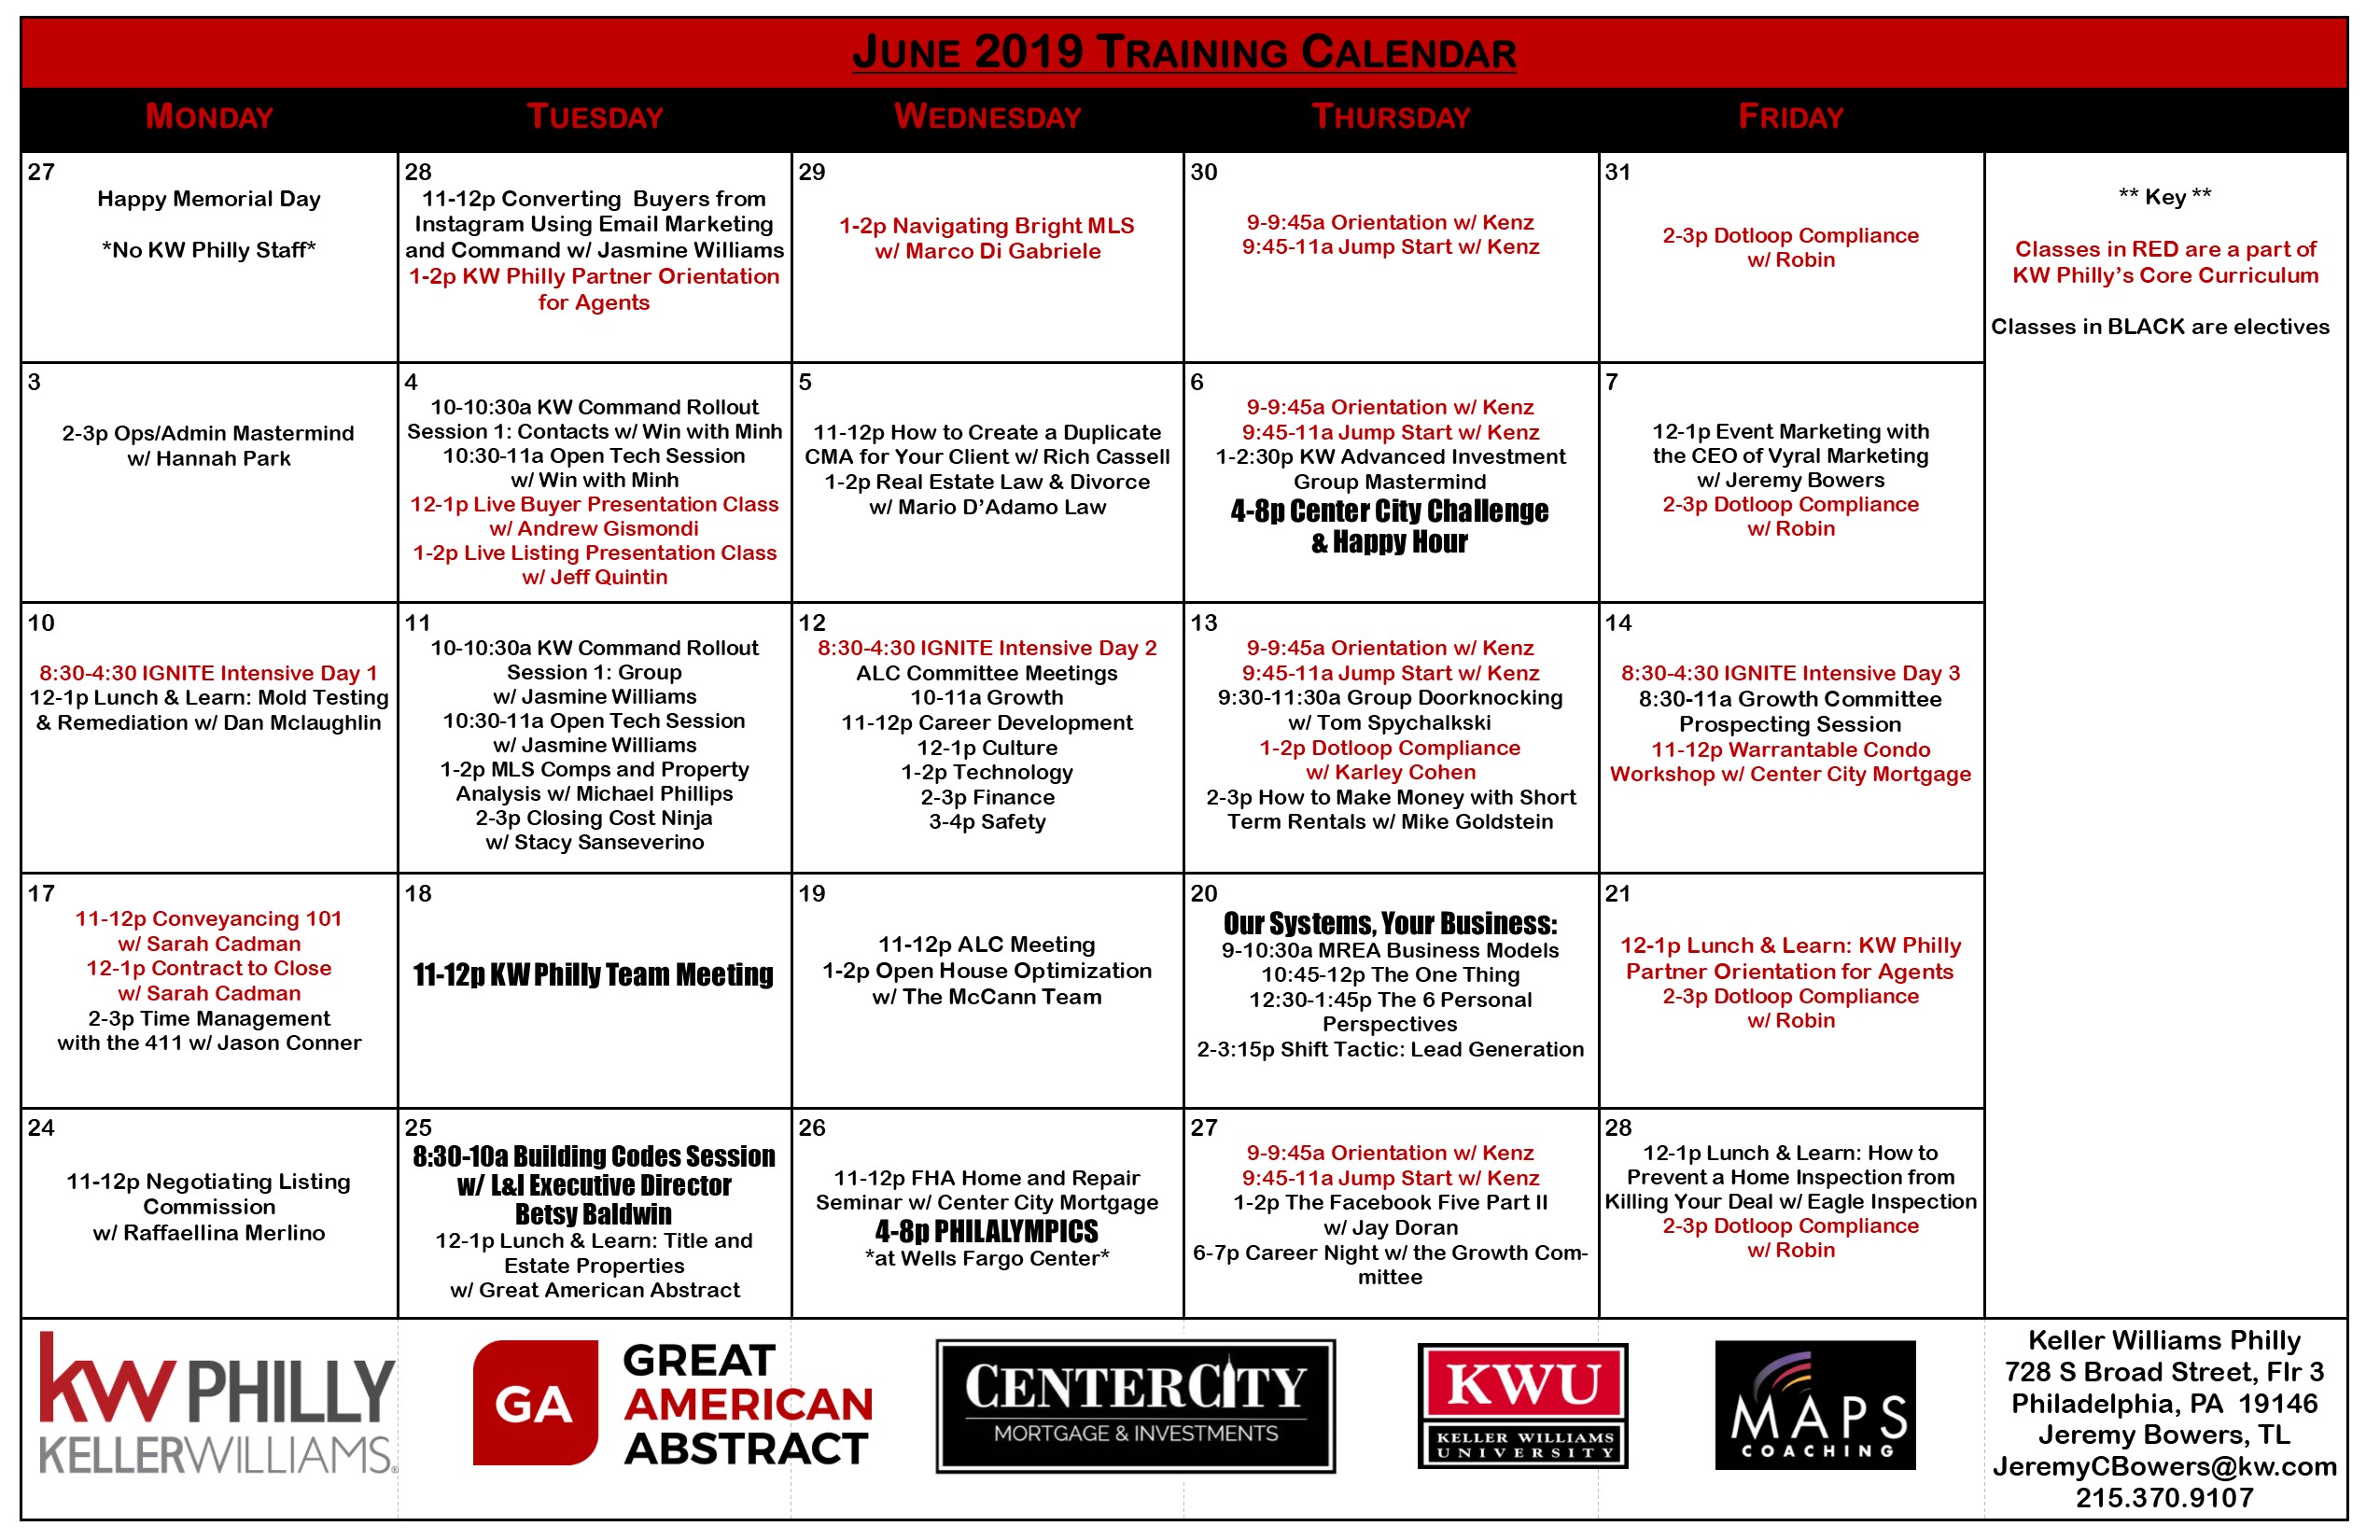 JUNE 2019 TRAINING CALENDAR
MONDAY
TUESDAY
WEDNESDAY
THURSDAY
FRIDAY
27
Happy Memorial Day
*No KW Philly Staff*
28
11-12p Converting Buyers from
Instagram Using Email Marketing
and Command w/ Jasmine Williams
1-2p KW Philly Partner Orientation
for Agents
29
1-2p Navigating Bright MLS
w/ Marco Di Gabriele
30
9-9:45a Orientation w/ Kenz
9:45-11a Jump Start w/ Kenz
31
2-3p Dotloop Compliance
w/ Robin
** Key **
Classes in RED are a part of
KW Philly’s Core Curriculum
Classes in BLACK are electives
3
2-3p Ops/Admin Mastermind
w/ Hannah Park
4
10-10:30a KW Command Rollout
Session 1: Contacts w/ Win with Minh
10:30-11a Open Tech Session
w/ Win with Minh
12-1p Live Buyer Presentation Class
w/ Andrew Gismondi
1-2p Live Listing Presentation Class
w/ Jeff Quintin
5
11-12p How to Create a Duplicate
CMA for Your Client w/ Rich Cassell
1-2p Real Estate Law & Divorce
w/ Mario D’Adamo Law
6
9-9:45a Orientation w/ Kenz
9:45-11a Jump Start w/ Kenz
1-2:30p KW Advanced Investment
Group Mastermind
4-8p Center City Challenge
& Happy Hour
7
12-1p Event Marketing with
the CEO of Vyral Marketing
w/ Jeremy Bowers
2-3p Dotloop Compliance
w/ Robin
10
8:30-4:30 IGNITE Intensive Day 1
12-1p Lunch & Learn: Mold Testing
& Remediation w/ Dan Mclaughlin
11
10-10:30a KW Command Rollout
Session 1: Group
w/ Jasmine Williams
10:30-11a Open Tech Session
w/ Jasmine Williams
1-2p MLS Comps and Property
Analysis w/ Michael Phillips
2-3p Closing Cost Ninja
w/ Stacy Sanseverino
12
8:30-4:30 IGNITE Intensive Day 2
ALC Committee Meetings
10-11a Growth
11-12p Career Development
12-1p Culture
1-2p Technology
2-3p Finance
3-4p Safety
13
9-9:45a Orientation w/ Kenz
9:45-11a Jump Start w/ Kenz
9:30-11:30a Group Doorknocking
w/ Tom Spychalkski
1-2p Dotloop Compliance
w/ Karley Cohen
2-3p How to Make Money with Short
Term Rentals w/ Mike Goldstein
14
8:30-4:30 IGNITE Intensive Day 3
8:30-11a Growth Committee
Prospecting Session
11-12p Warrantable Condo
Workshop w/ Center City Mortgage
17
11-12p Conveyancing 101
w/ Sarah Cadman
12-1p Contract to Close
w/ Sarah Cadman
2-3p Time Management
with the 411 w/ Jason Conner
18
11-12p KW Philly Team Meeting
19
11-12p ALC Meeting
1-2p Open House Optimization
w/ The McCann Team
20
Our Systems, Your Business:
9-10:30a MREA Business Models
10:45-12p The One Thing
12:30-1:45p The 6 Personal
Perspectives
2-3:15p Shift Tactic: Lead Generation
21
12-1p Lunch & Learn: KW Philly
Partner Orientation for Agents
2-3p Dotloop Compliance
w/ Robin
24
11-12p Negotiating Listing
Commission
w/ Raffaellina Merlino
25
8:30-10a Building Codes Session
w/ L&I Executive Director
Betsy Baldwin
12-1p Lunch & Learn: Title and
Estate Properties
w/ Great American Abstract
26
11-12p FHA Home and Repair
Seminar w/ Center City Mortgage
4-8p PHILALYMPICS
*at Wells Fargo Center*
27
9-9:45a Orientation w/ Kenz
9:45-11a Jump Start w/ Kenz
1-2p The Facebook Five Part II
w/ Jay Doran
6-7p Career Night w/ the Growth Com-
mittee
28
12-1p Lunch & Learn: How to
Prevent a Home Inspection from
Killing Your Deal w/ Eagle Inspection
2-3p Dotloop Compliance
w/ Robin
kw PHILLY
KELLERWILLIAMS®
GA
GREAT
AMERICAN
ABSTRACT
CENTERCITY
MORTGAGE & INVESTMENTS
KWU
KELLER WILLIAMS
UNIVERSITY
MAPS
COACHING
Keller Williams Philly
728 S Broad Street, Flr 3
Philadelphia, PA 19146
Jeremy Bowers, TL
JeremyCBowers@kw.com
215.370.9107